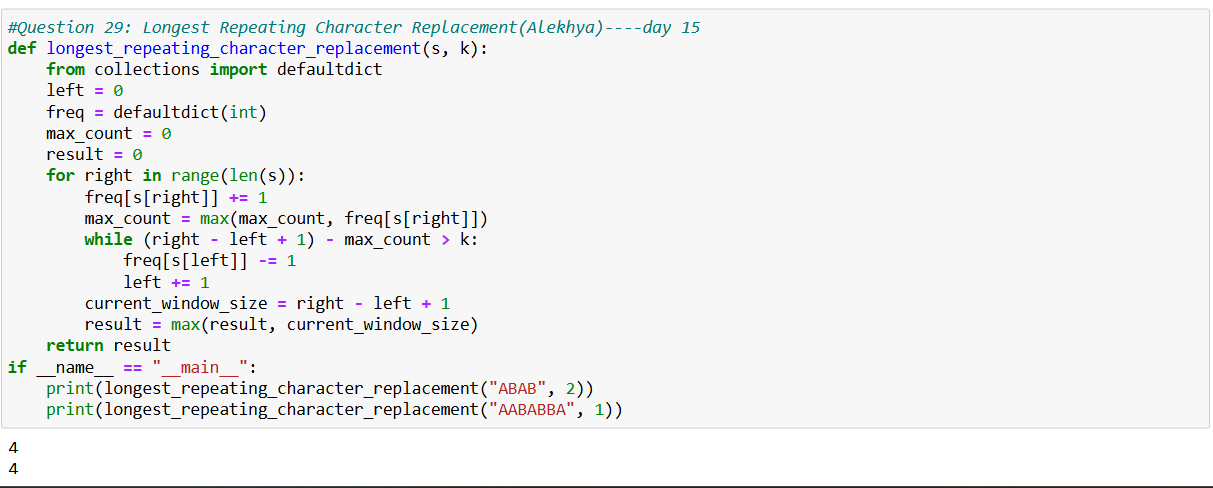 #Question 29: Longest Repeating Character Replacement(Alekhya)----day 15
def longest_repeating_character_replacement(s, k):
    from collections import defaultdict
    left = 0
    freq = defaultdict(int)
    max_count = 0
    result = 0
    for right in range(len(s)):
        freq[s[right]] += 1
        max_count = max(max_count, freq[s[right]])
        while (right - left + 1) - max_count > k:
            freq[s[left]] -= 1
            left += 1
        current_window_size = right - left + 1
        result = max(result, current_window_size)
    return result
if __name__ == "__main__":
    print(longest_repeating_character_replacement("ABAB", 2))
    print(longest_repeating_character_replacement("AABABBA", 1))
4
4